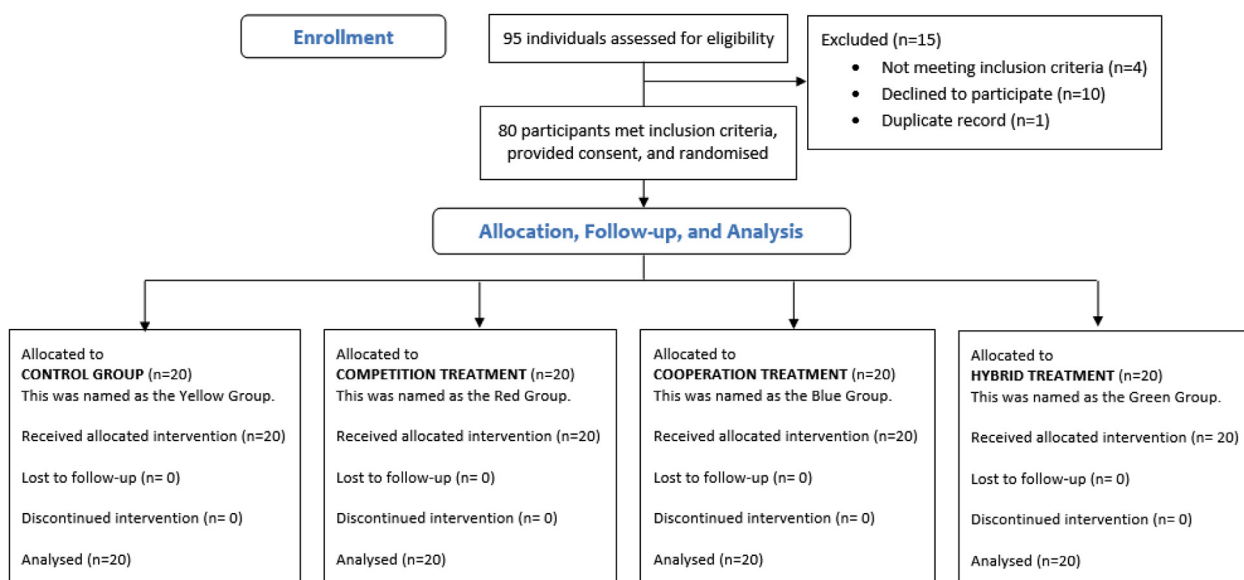 Enrollment
95 individuals assessed for eligibility
Excluded (n=15)
• Not meeting inclusion criteria (n=4)
• Declined to participate (n=10)
• Duplicate record (n=1)
80 participants met inclusion criteria,
provided consent, and randomised
Allocation, Follow-up, and Analysis
Allocated to
CONTROL GROUP (n=20)
This was named as the Yellow Group.
Received allocated intervention (n=20)
Lost to follow-up (n= 0)
Discontinued intervention (n= 0)
Analysed (n=20)
Allocated to
COMPETITION TREATMENT (n=20)
This was named as the Red Group.
Received allocated intervention (n=20)
Lost to follow-up (n= 0)
Discontinued intervention (n= 0)
Analysed (n=20)
Allocated to
COOPERATION TREATMENT (n=20)
This was named as the Blue Group.
Received allocated intervention (n=20)
Lost to follow-up (n= 0)
Discontinued intervention (n= 0)
Analysed (n=20)
Allocated to
HYBRID TREATMENT (n=20)
This was named as the Green Group.
Received allocated intervention (n= 20)
Lost to follow-up (n= 0)
Discontinued intervention (n= 0)
Analysed (n=20)